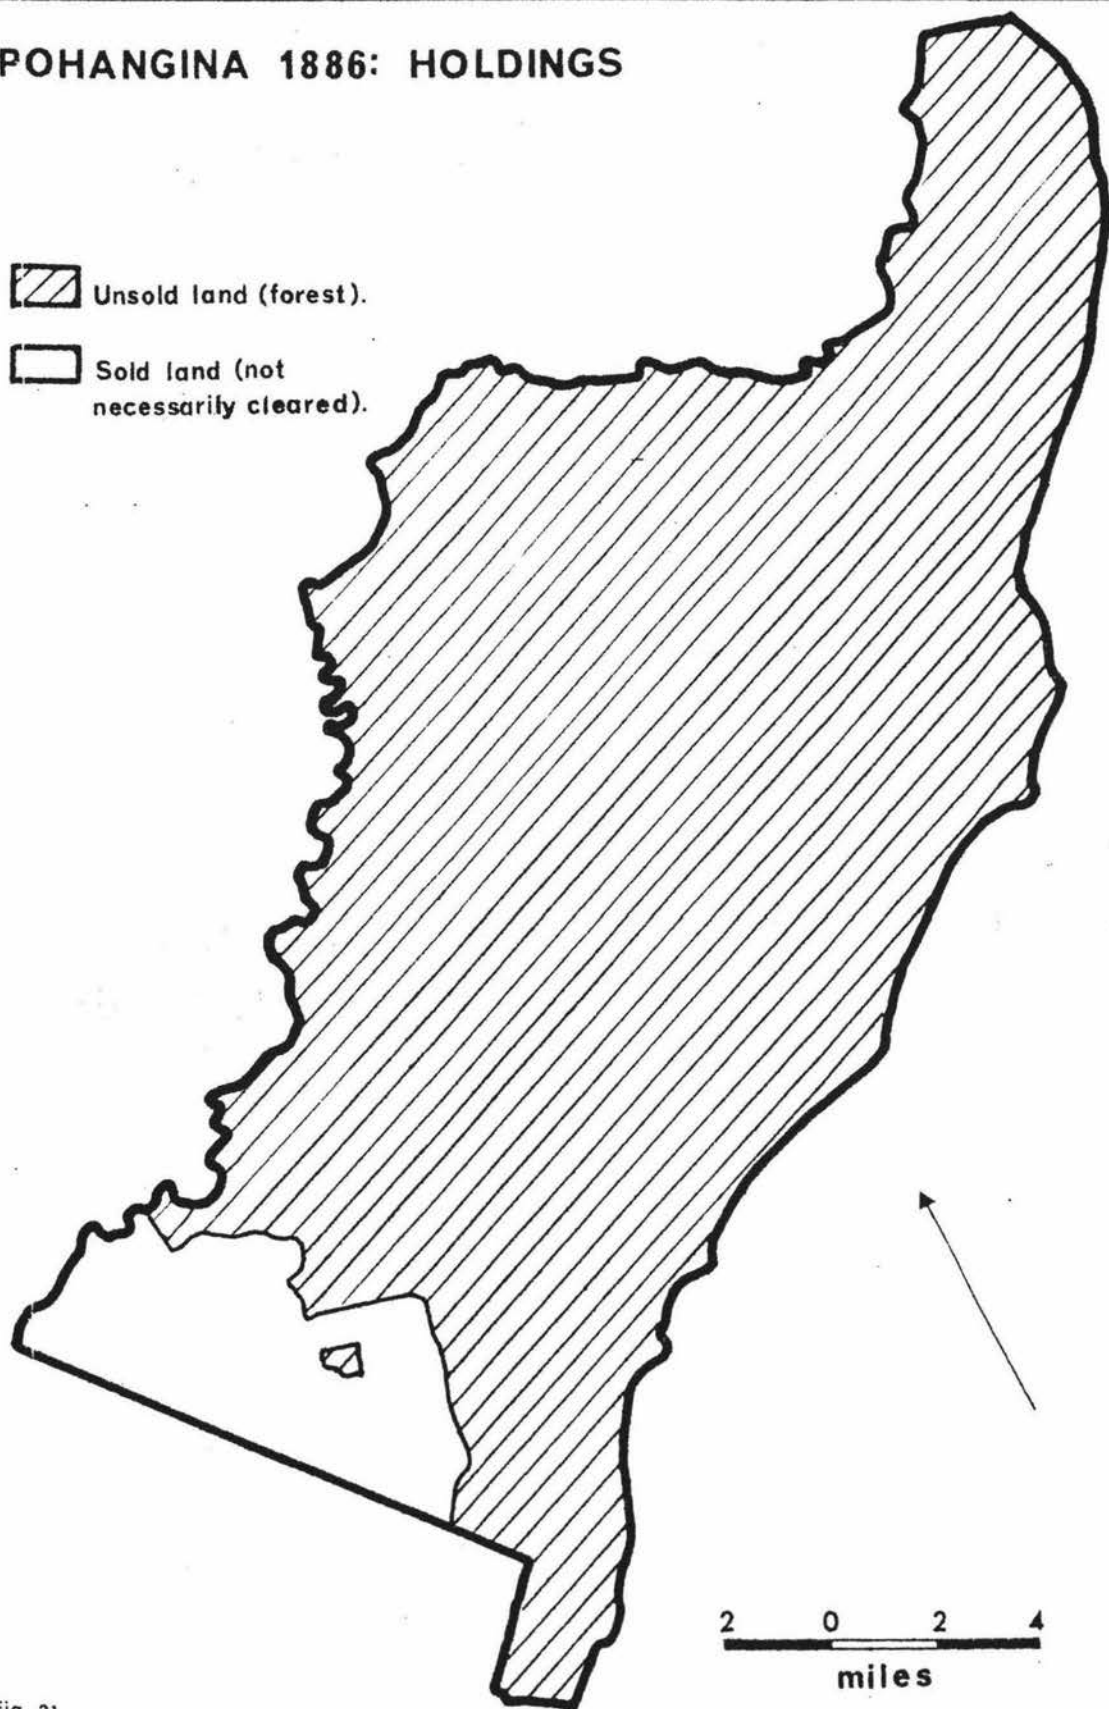 POHANGINA 1886: HOLDINGS
Unsold land (forest).
Sold land (not
necessarily cleared).
2 0 2 4
miles